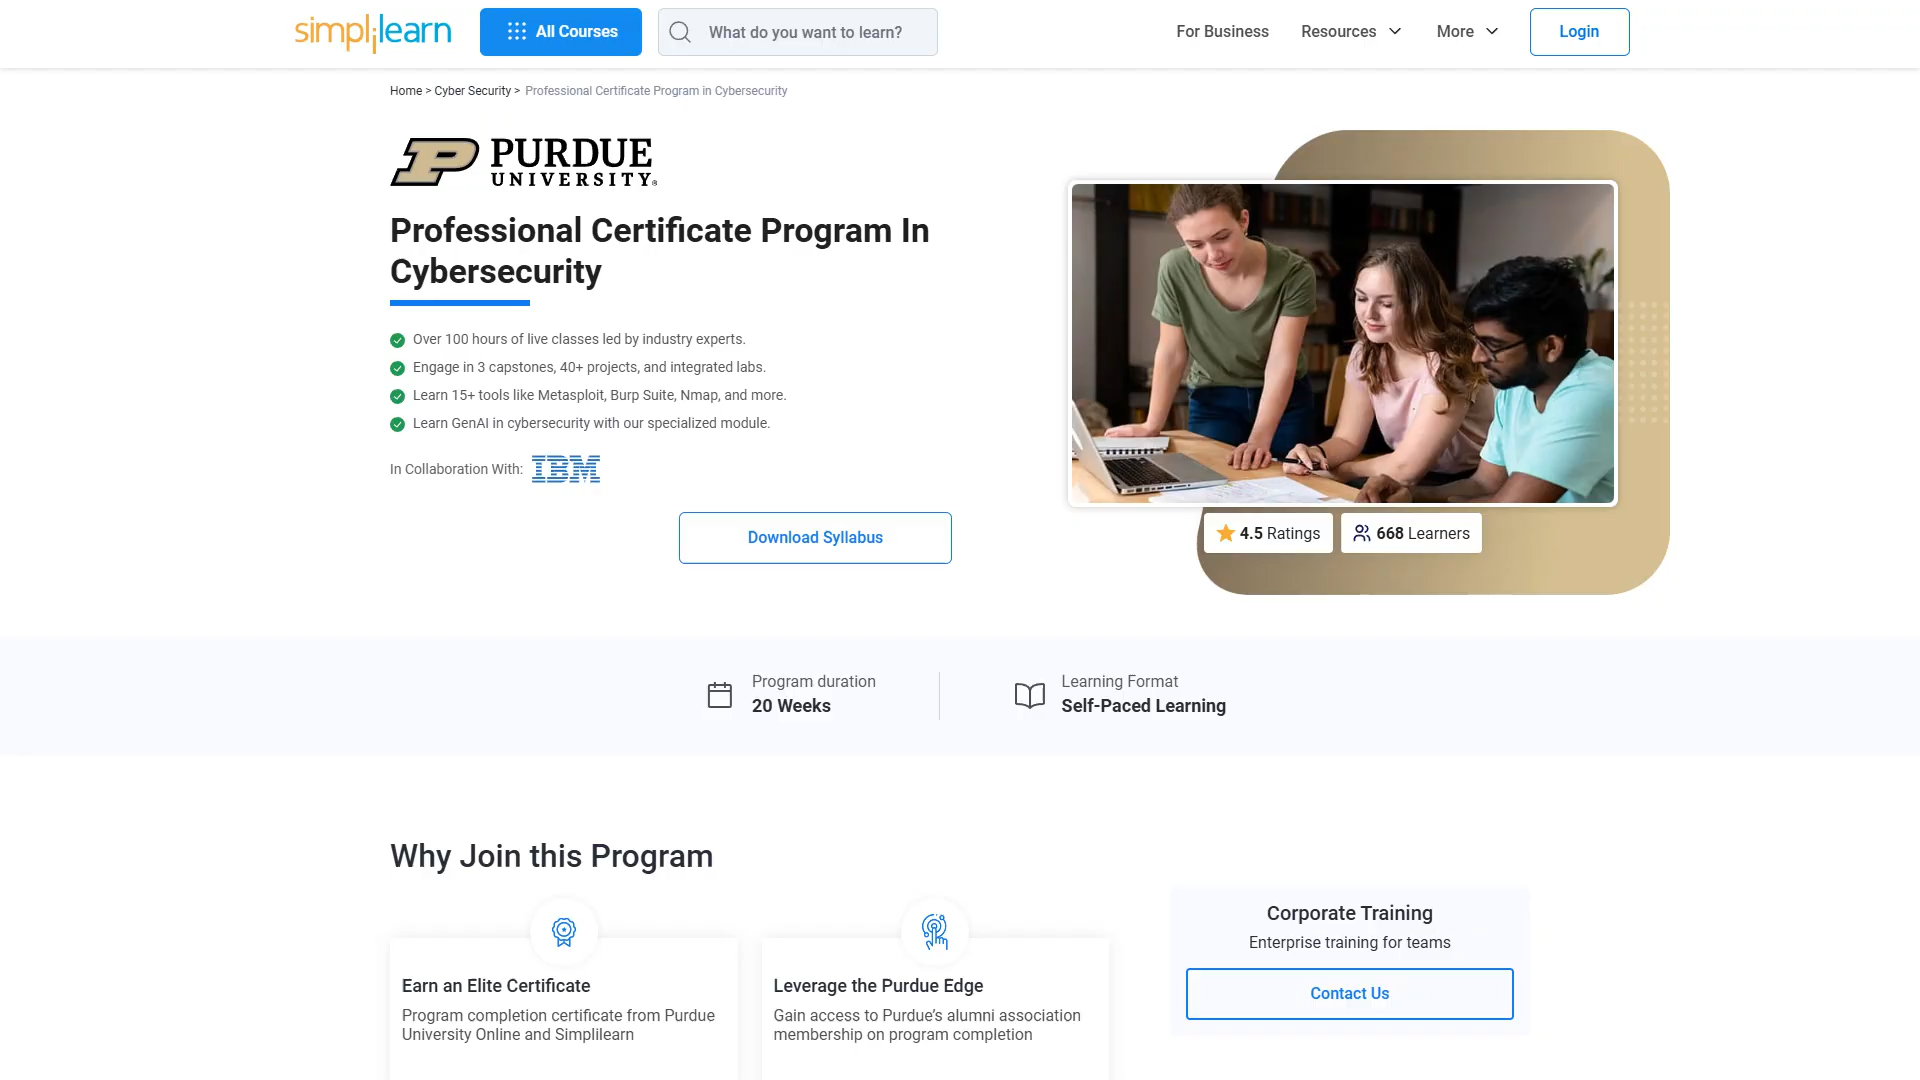 simplilearn
All Courses
What do you want to learn?
For Business
Resources
More
Login
Home > Cyber Security > Professional Certificate Program in Cybersecurity
PURDUE
UNIVERSITY®
Professional Certificate Program In
Cybersecurity
Over 100 hours of live classes led by industry experts.
Engage in 3 capstones, 40+ projects, and integrated labs.
Learn 15+ tools like Metasploit, Burp Suite, Nmap, and more.
Learn GenAI in cybersecurity with our specialized module.
In Collaboration With: IBM
Download Syllabus
4.5 Ratings
668 Learners
Program duration
20 Weeks
Learning Format
Self-Paced Learning
Why Join this Program
Earn an Elite Certificate
Program completion certificate from Purdue
University Online and Simplilearn
Leverage the Purdue Edge
Gain access to Purdue’s alumni association
membership on program completion
Corporate Training
Enterprise training for teams
Contact Us